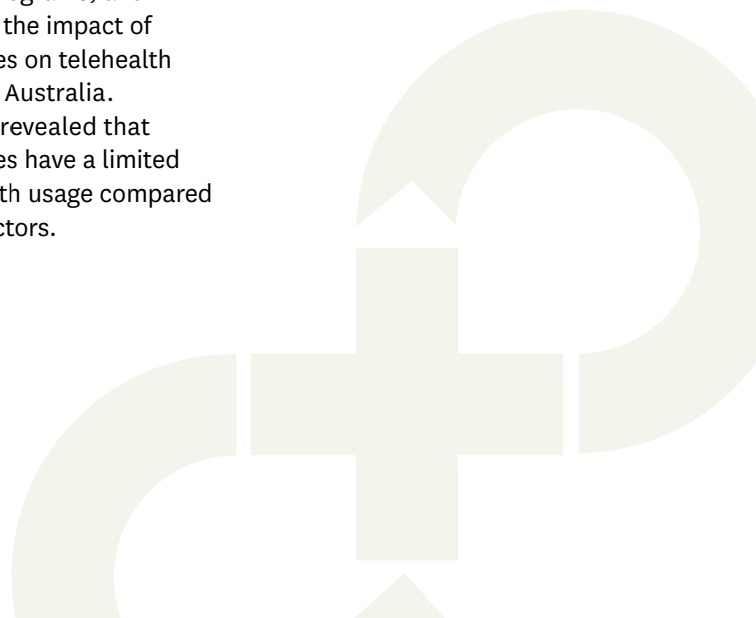 the impact of
es on telehealth
Australia.
revealed that
es have a limited
th usage compared
ctors.